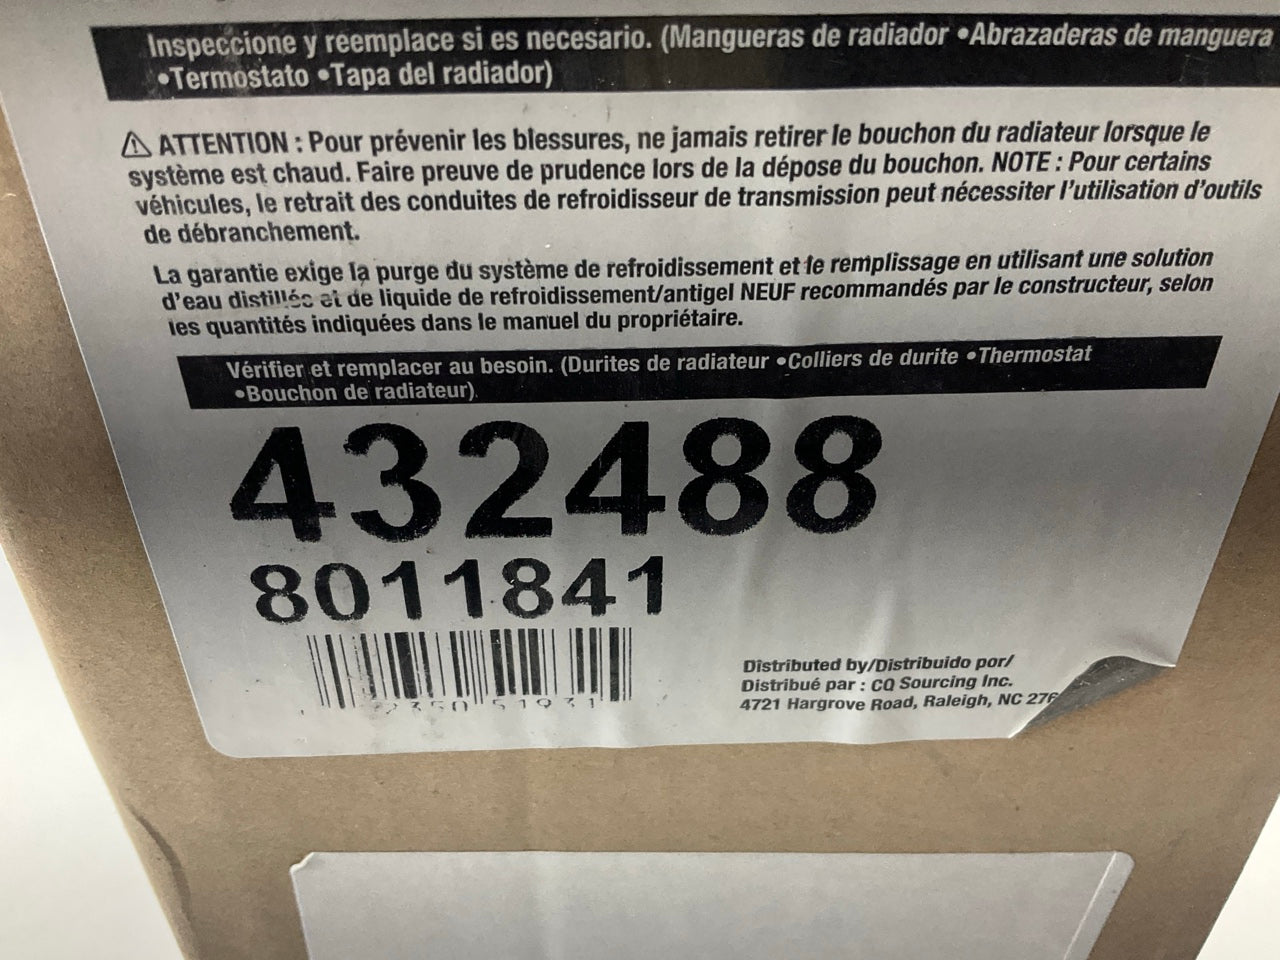 Inspeccione y reemplace si es necesario. (Mangueras de radiador •Abrazaderas de manguera
•Termostato •Tapa del radiador)
⚠ ATTENTION : Pour prévenir les blessures, ne jamais retirer le bouchon du radiateur lorsque le
système est chaud. Faire preuve de prudence lors de la dépose du bouchon. NOTE : Pour certains
véhicules, le retrait des conduites de refroidisseur de transmission peut nécessiter l'utilisation d'outils
de débranchement.
La garantie exige la purge du système de refroidissement et le remplissage en utilisant une solution
d'eau distillée et de liquide de refroidissement/antigel NEUF recommandés par le constructeur, selon
les quantités indiquées dans le manuel du propriétaire.
Vérifier et remplacer au besoin. (Durites de radiateur •Colliers de durite •Thermostat
•Bouchon de radiateur)
432488
8011841
Distributed by/Distribuido por/
Distribué par : CQ Sourcing Inc.
4721 Hargrove Road, Raleigh, NC